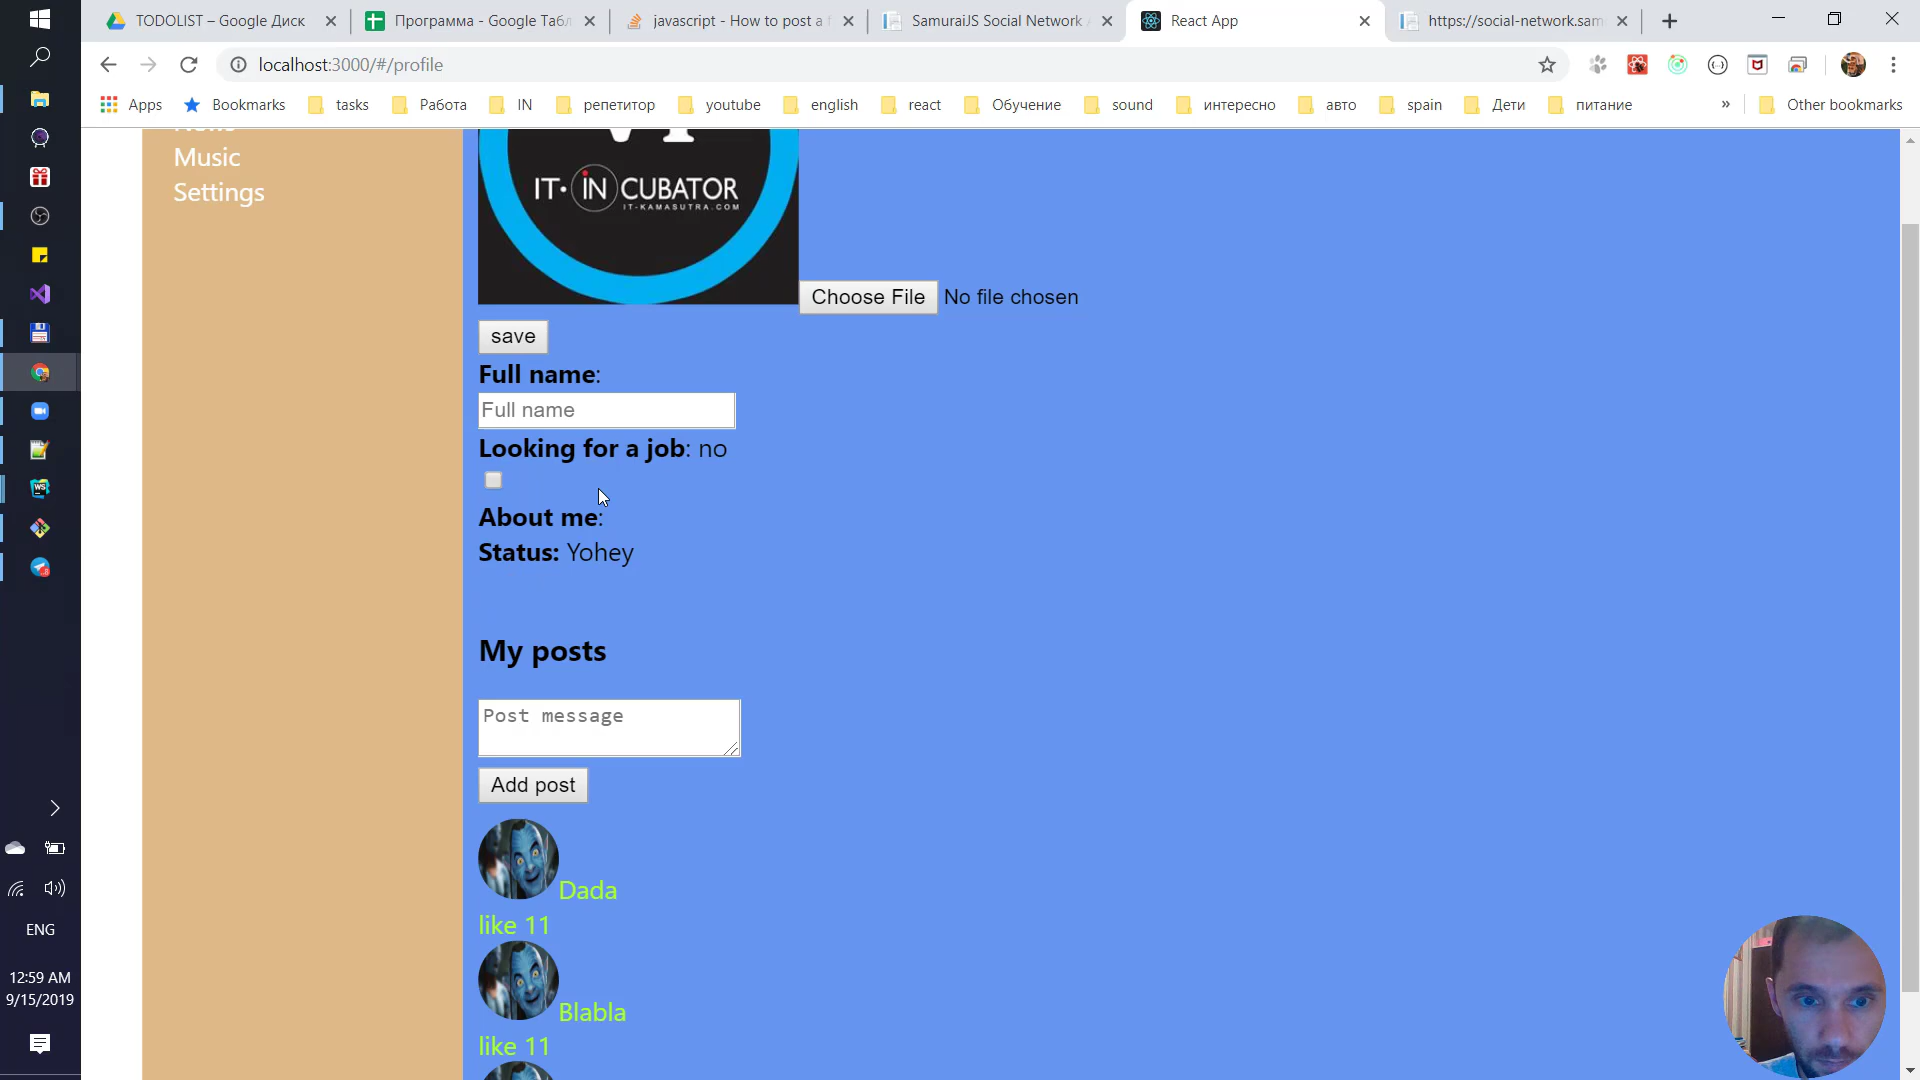 TODOLIST – Google Диск
Программа - Google Табл
javascript - How to post a f
SamuraiJS Social Network A
React App
https://social-network.sam
localhost:3000/#/profile
Apps
Bookmarks
tasks
Работа
IN
репетитор
youtube
english
react
Обучение
sound
интересно
авто
spain
Дети
питание
»
Other bookmarks
Music
Settings
IT-INCUBATOR
IT-KAMASUTRA.COM
Choose File No file chosen
save
Full name:
Full name
Looking for a job: no
About me:
Status: Yohey
My posts
Post message
Add post
Dada
like 11
Blabla
like 11
ENG
12:59 AM
9/15/2019